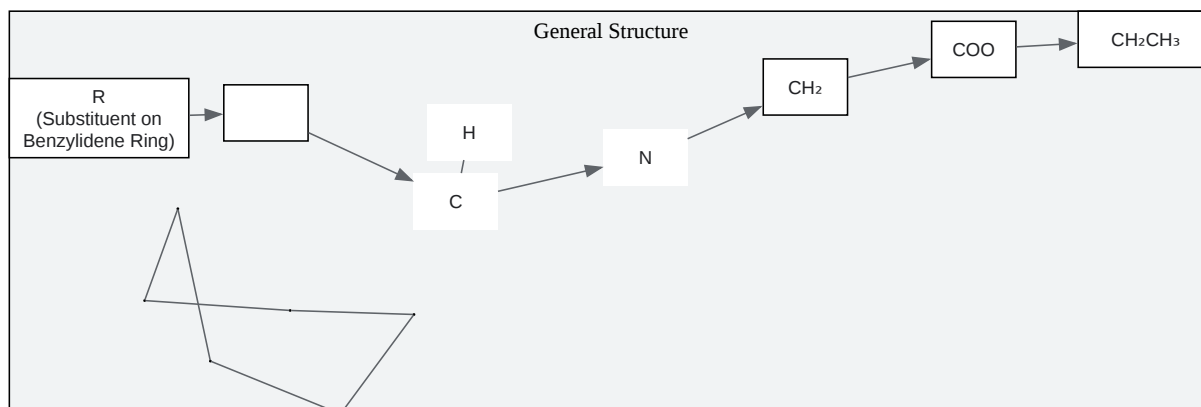 General Structure
R
(Substituent on
Benzylidene Ring)
H
C
N
CH₂
COO
CH₂CH₃